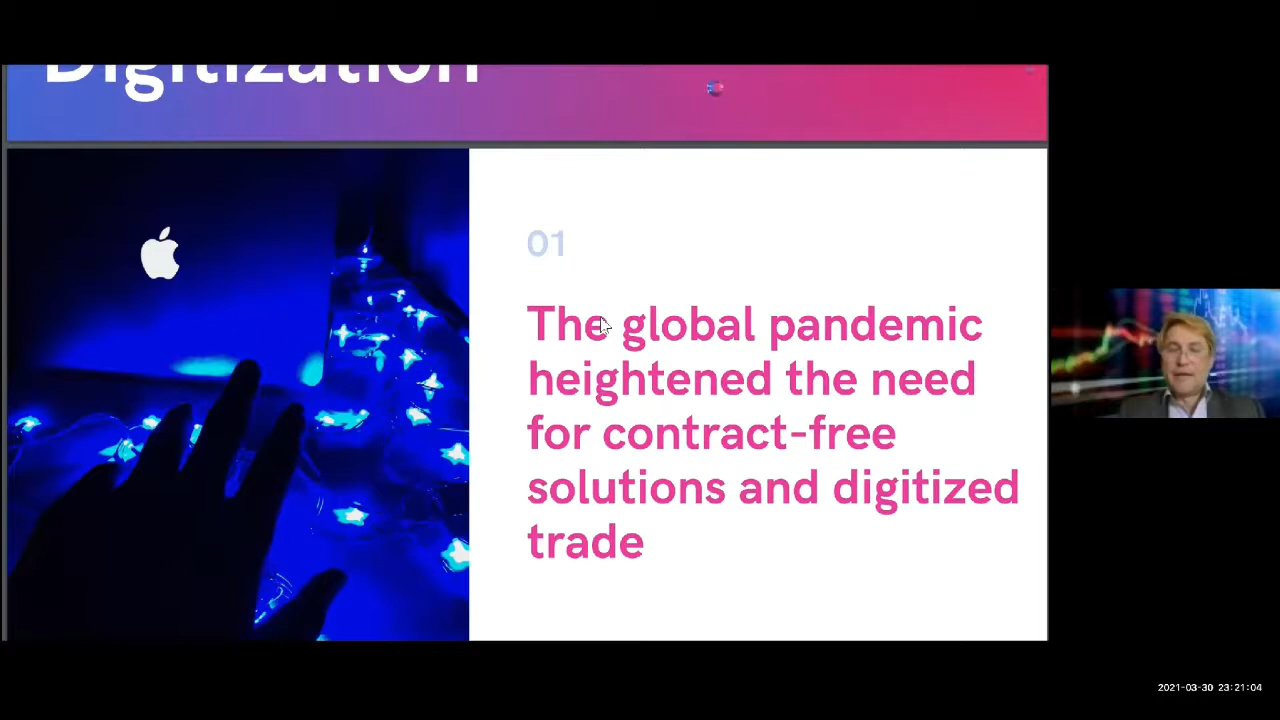 Digitization
01
The global pandemic
heightened the need
for contract-free
solutions and digitized
trade
2021-03-30 23:21:04